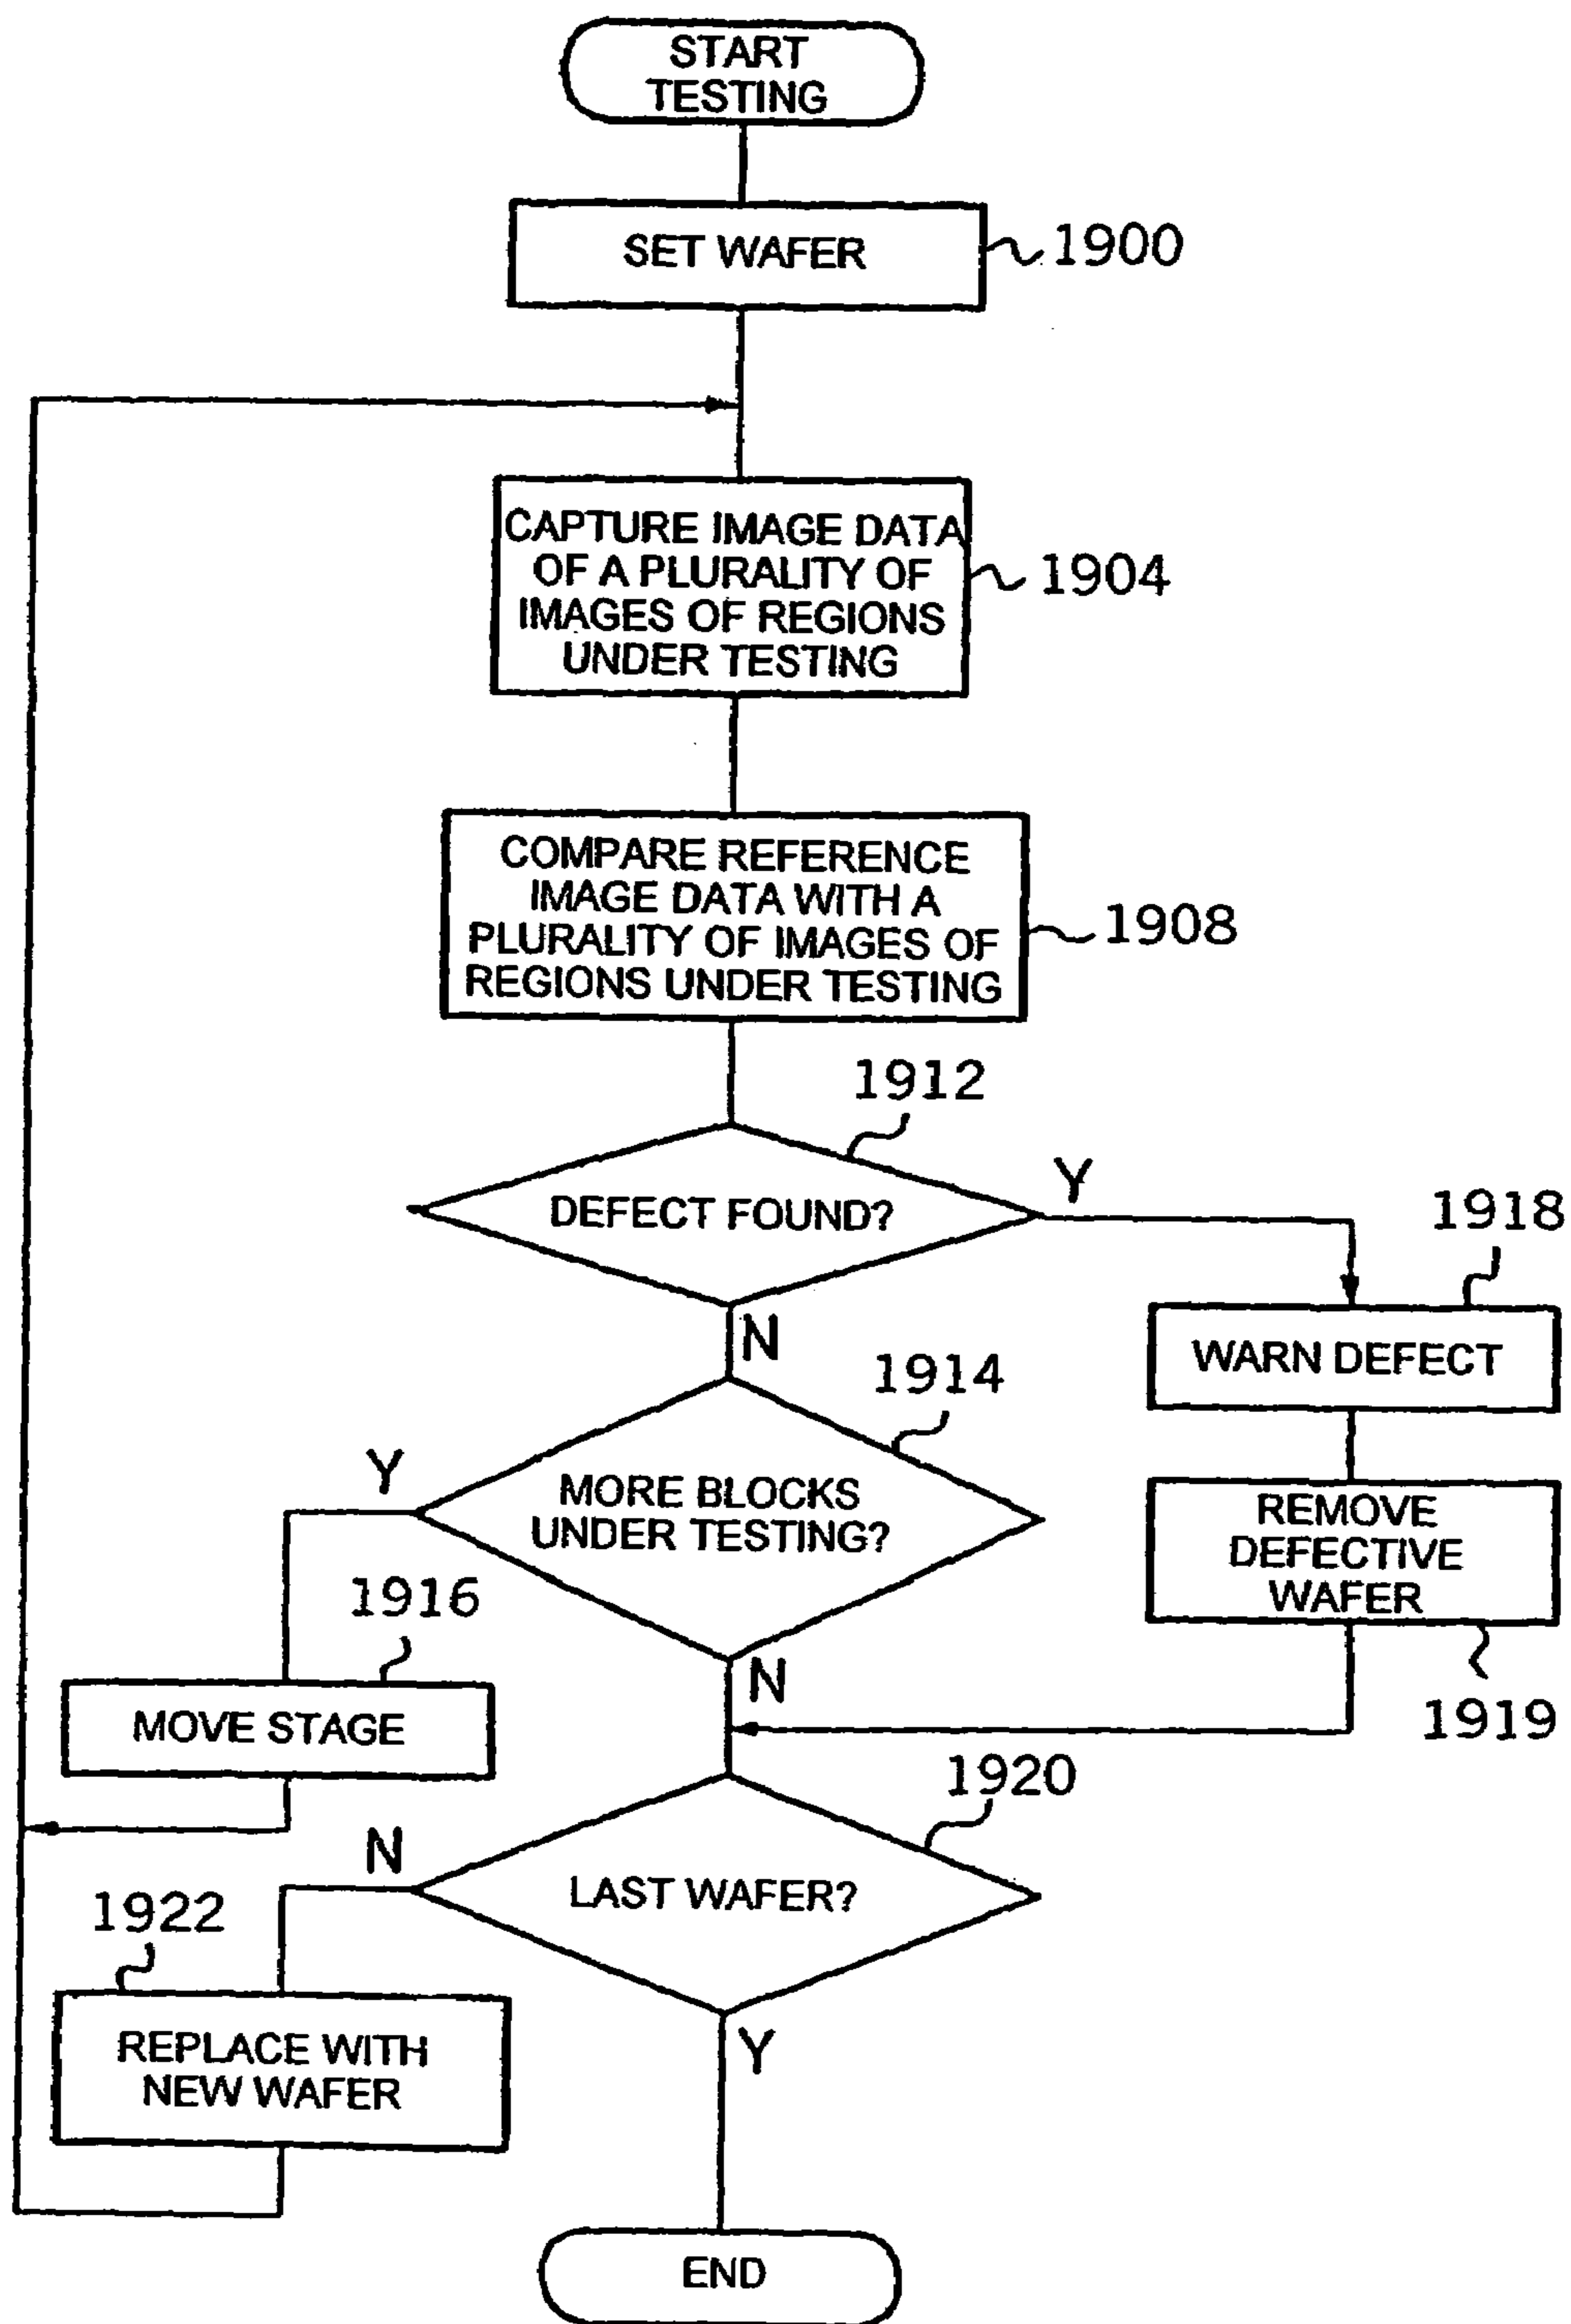 START
TESTING
SET WAFER
1900
CAPTURE IMAGE DATA
OF A PLURALITY OF
IMAGES OF REGIONS
UNDER TESTING
1904
COMPARE REFERENCE
IMAGE DATA WITH A
PLURALITY OF IMAGES OF
REGIONS UNDER TESTING
1908
1912
DEFECT FOUND?
Y
N
1918
WARN DEFECT
1914
MORE BLOCKS
UNDER TESTING?
Y
N
REMOVE
DEFECTIVE
WAFER
1919
1916
MOVE STAGE
1920
LAST WAFER?
N
Y
1922
REPLACE WITH
NEW WAFER
END